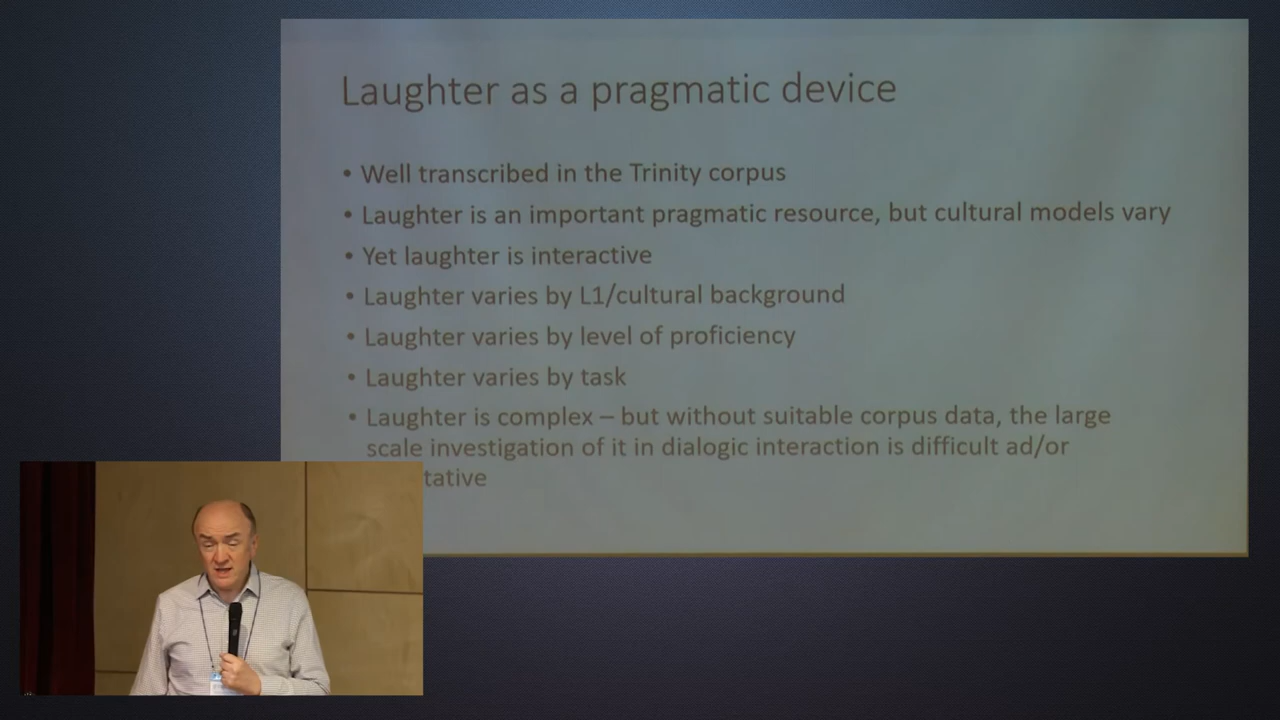 Laughter as a pragmatic device
• Well transcribed in the Trinity corpus
• Laughter is an important pragmatic resource, but cultural models vary
• Yet laughter is interactive
• Laughter varies by L1/cultural background
• Laughter varies by level of proficiency
• Laughter varies by task
• Laughter is complex – but without suitable corpus data, the large
scale investigation of it in dialogic interaction is difficult ad/or
tative